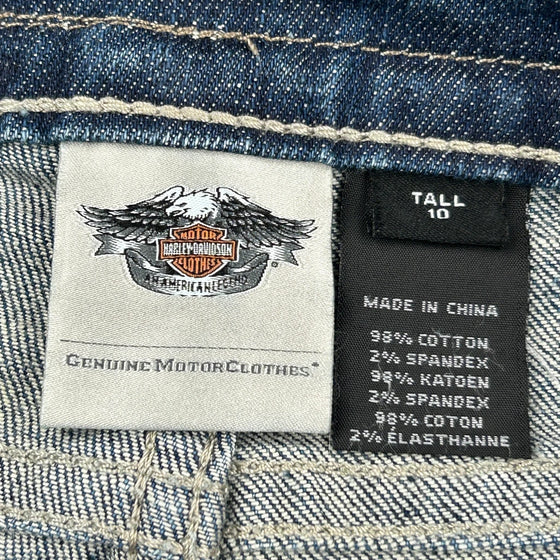 MOTOR
HARLEY-DAVIDSON
CLOTHES
AN AMERICAN LEGEND
GENUINE MOTORCLOTHES®
TALL
10
MADE IN CHINA
98% COTTON
2% SPANDEX
98% KATOEN
2% SPANDEX
98% COTON
2% ÉLASTHANNE